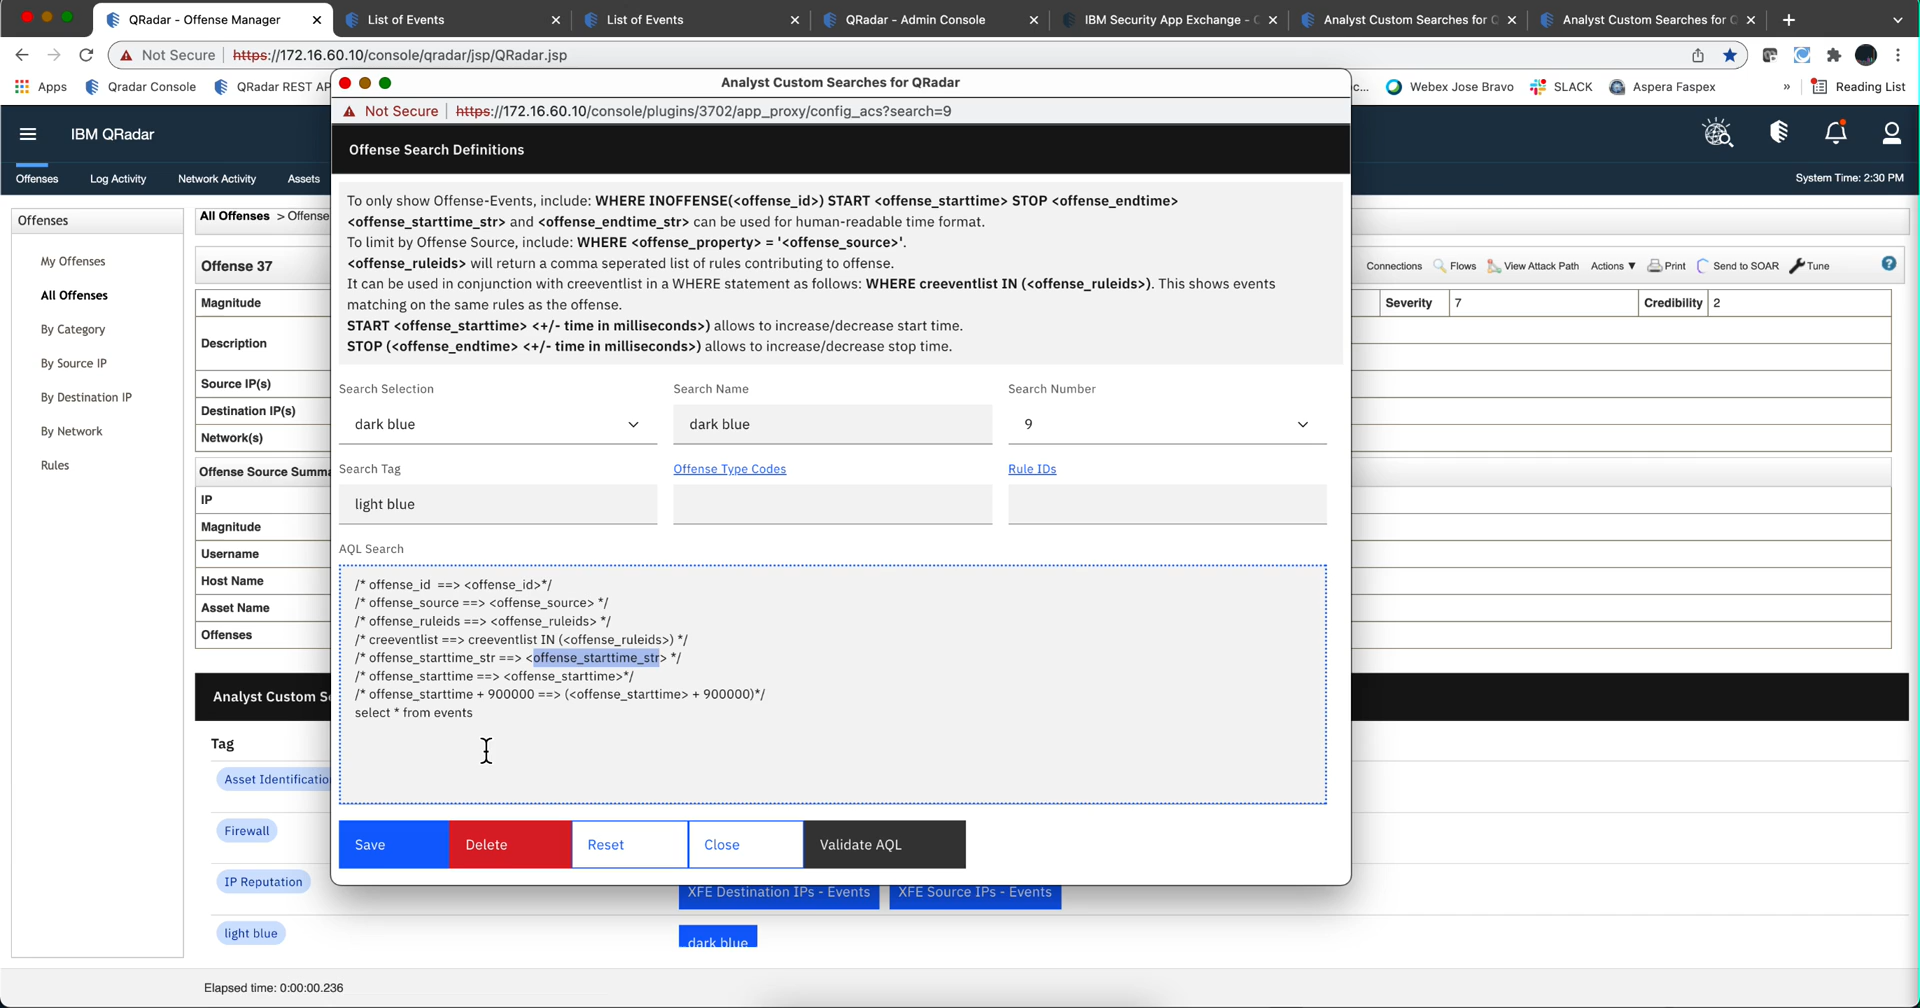 QRadar - Offense Manager
List of Events
List of Events
QRadar - Admin Console
IBM Security App Exchange -
Analyst Custom Searches for
Analyst Custom Searches for
Not Secure
https://172.16.60.10/console/qradar/jsp/QRadar.jsp
Apps
Qradar Console
QRadar REST AP
Webex Jose Bravo
SLACK
Aspera Faspex
»
Reading List
Analyst Custom Searches for QRadar
Not Secure
https://172.16.60.10/console/plugins/3702/app_proxy/config_acs?search=9
IBM QRadar
Offenses
Log Activity
Network Activity
Assets
System Time: 2:30 PM
Offense Search Definitions
To only show Offense-Events, include: WHERE INOFFENSE(<offense_id>) START <offense_starttime> STOP <offense_endtime>
<offense_starttime_str> and <offense_endtime_str> can be used for human-readable time format.
To limit by Offense Source, include: WHERE <offense_property> = '<offense_source>'.
<offense_ruleids> will return a comma seperated list of rules contributing to offense.
It can be used in conjunction with creeventlist in a WHERE statement as follows: WHERE creeventlist IN (<offense_ruleids>). This shows events
matching on the same rules as the offense.
START <offense_starttime> <+/- time in milliseconds>) allows to increase/decrease start time.
STOP (<offense_endtime> <+/- time in milliseconds>) allows to increase/decrease stop time.
Offenses
My Offenses
All Offenses
By Category
By Source IP
By Destination IP
By Network
Rules
All Offenses > Offense
Offense 37
Connections
Flows
View Attack Path
Actions ▼
Print
Send to SOAR
Tune
?
Magnitude
Severity
7
Credibility
2
Description
Source IP(s)
Destination IP(s)
Network(s)
Offense Source Summa
IP
Magnitude
Username
Host Name
Asset Name
Offenses
Search Selection
Search Name
Search Number
dark blue
dark blue
9
Search Tag
Offense Type Codes
Rule IDs
light blue
AQL Search
/* offense_id ==> <offense_id>*/
/* offense_source ==> <offense_source> */
/* offense_ruleids ==> <offense_ruleids> */
/* creeventlist ==> creeventlist IN (<offense_ruleids>) */
/* offense_starttime_str ==> <offense_starttime_str> */
/* offense_starttime ==> <offense_starttime>*/
/* offense_starttime + 900000 ==> (<offense_starttime> + 900000)*/
select * from events
Save
Delete
Reset
Close
Validate AQL
Analyst Custom Se
Tag
Asset Identificatio
Firewall
IP Reputation
XFE Destination IPs - Events
XFE Source IPs - Events
light blue
dark blue
Elapsed time: 0:00:00.236